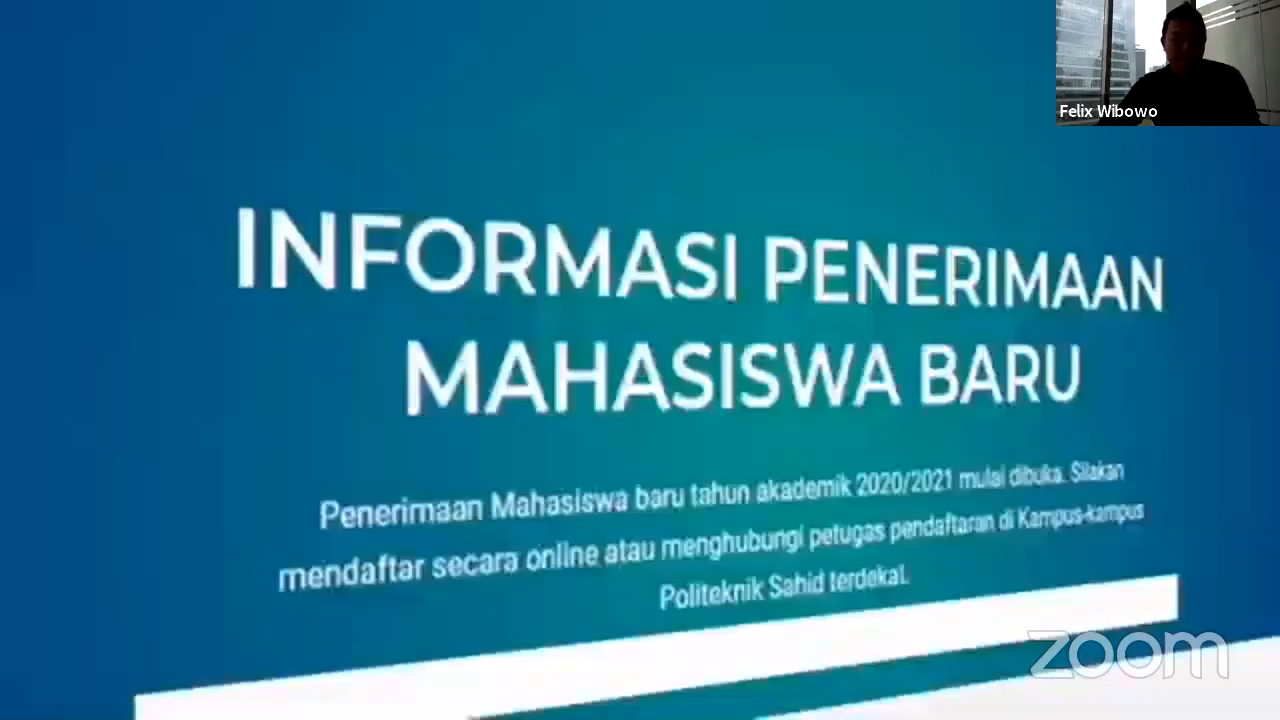 Felix Wibowo
INFORMASI PENERIMAAN
MAHASISWA BARU
Penerimaan Mahasiswa baru tahun akademik 2020/2021 mulai dibuka. Silakan
mendaftar secara online atau menghubungi petugas pendaftaran di Kampus-kampus
Politeknik Sahid terdekat.
zoom